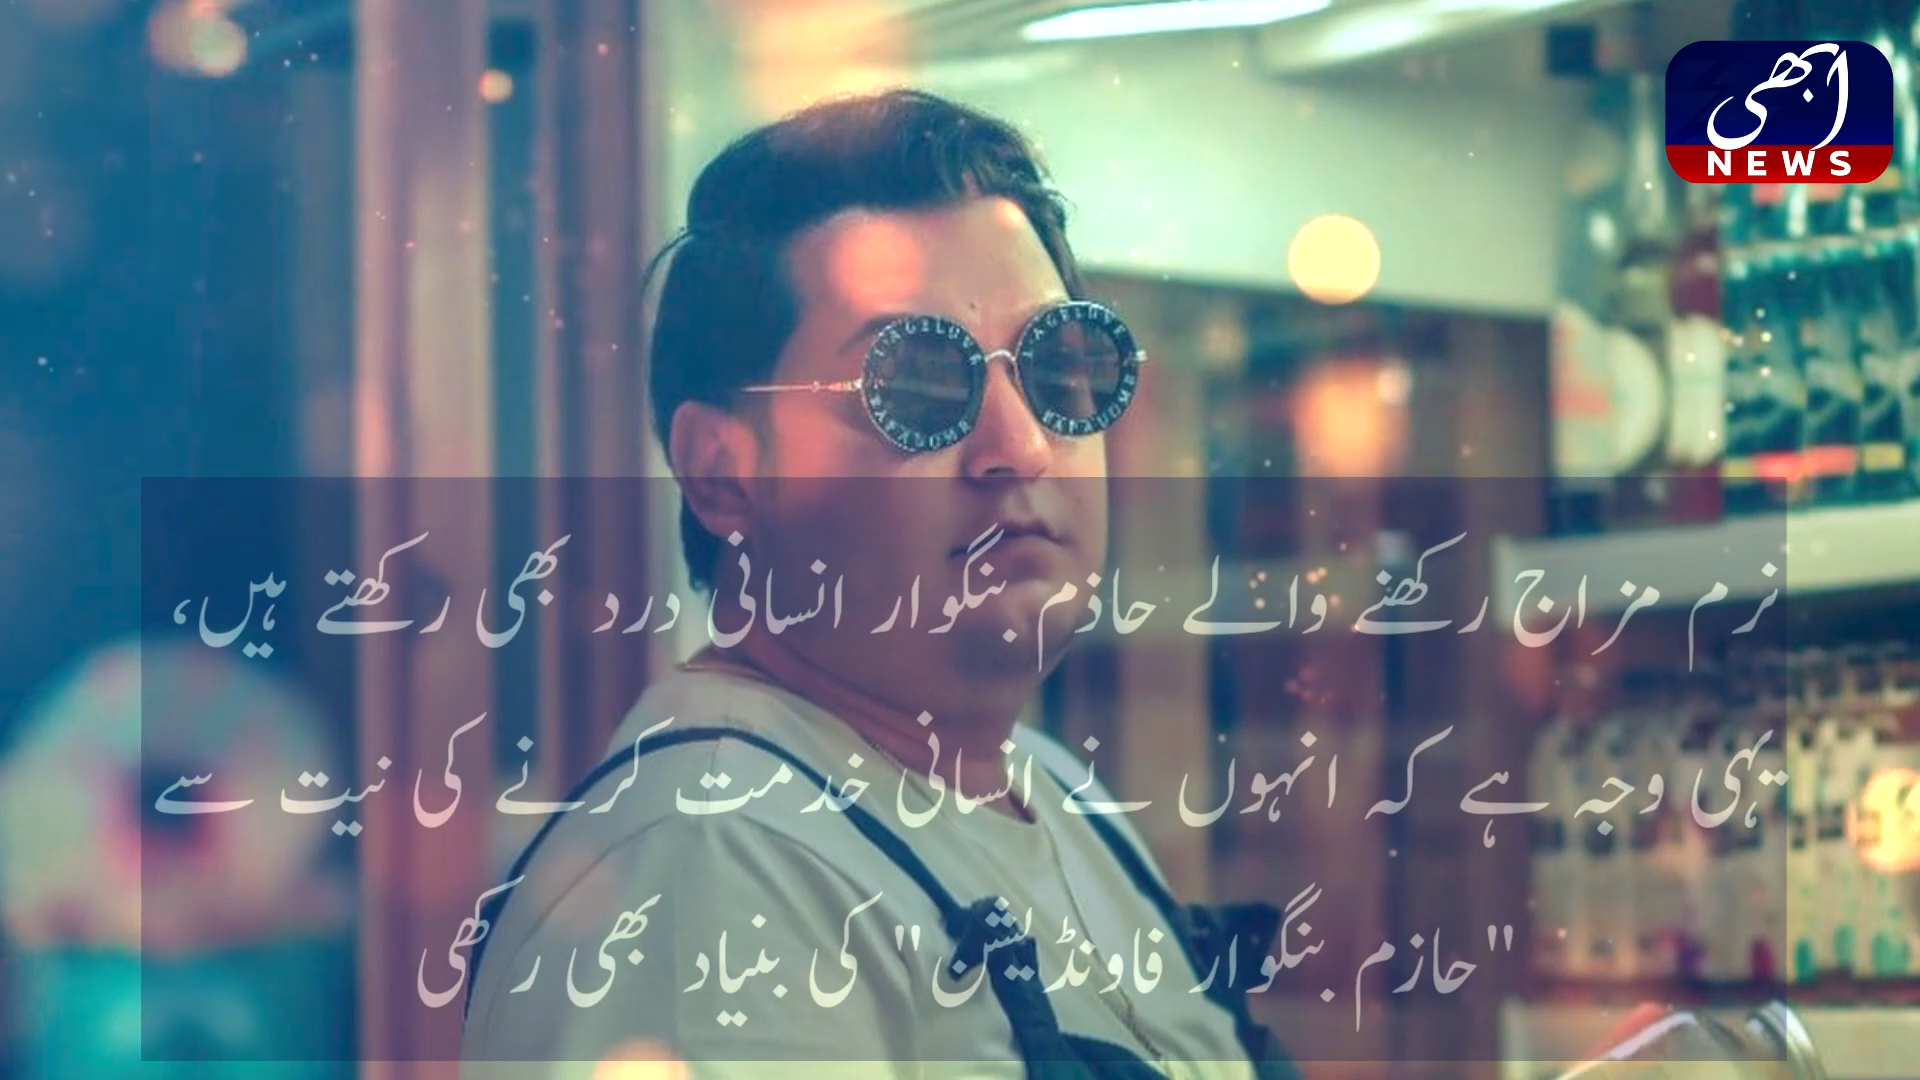 ابھی
NEWS
نرم مزاج رکھنے والے حاذم بنگوار انسانی درد بھی رکھتے ہیں،
یہی وجہ ہے کہ انہوں نے انسانی خدمت کرنے کی نیت سے
"حازم بنگوار فاونڈیشن" کی بنیاد بھی رکھی